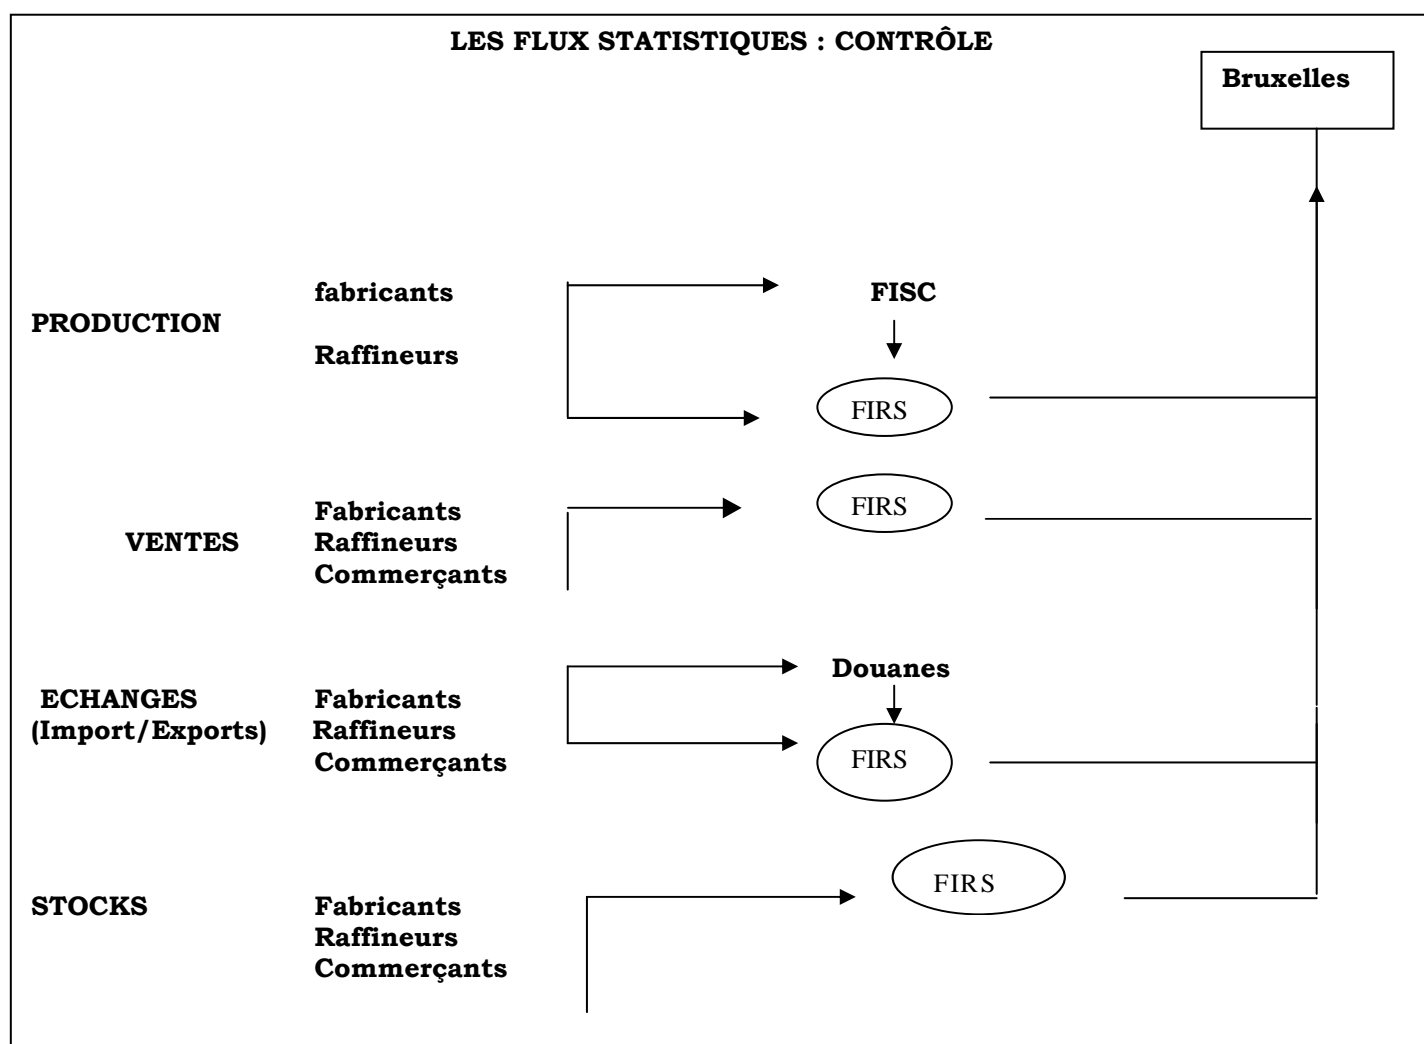 LES FLUX STATISTIQUES : CONTRÔLE
Bruxelles
fabricants
FISC
PRODUCTION
Raffineurs
FIRS
FIRS
Fabricants
VENTES
Raffineurs
Commerçants
Douanes
ECHANGES
Fabricants
(Import/Exports)
Raffineurs
FIRS
Commerçants
FIRS
STOCKS
Fabricants
Raffineurs
Commerçants